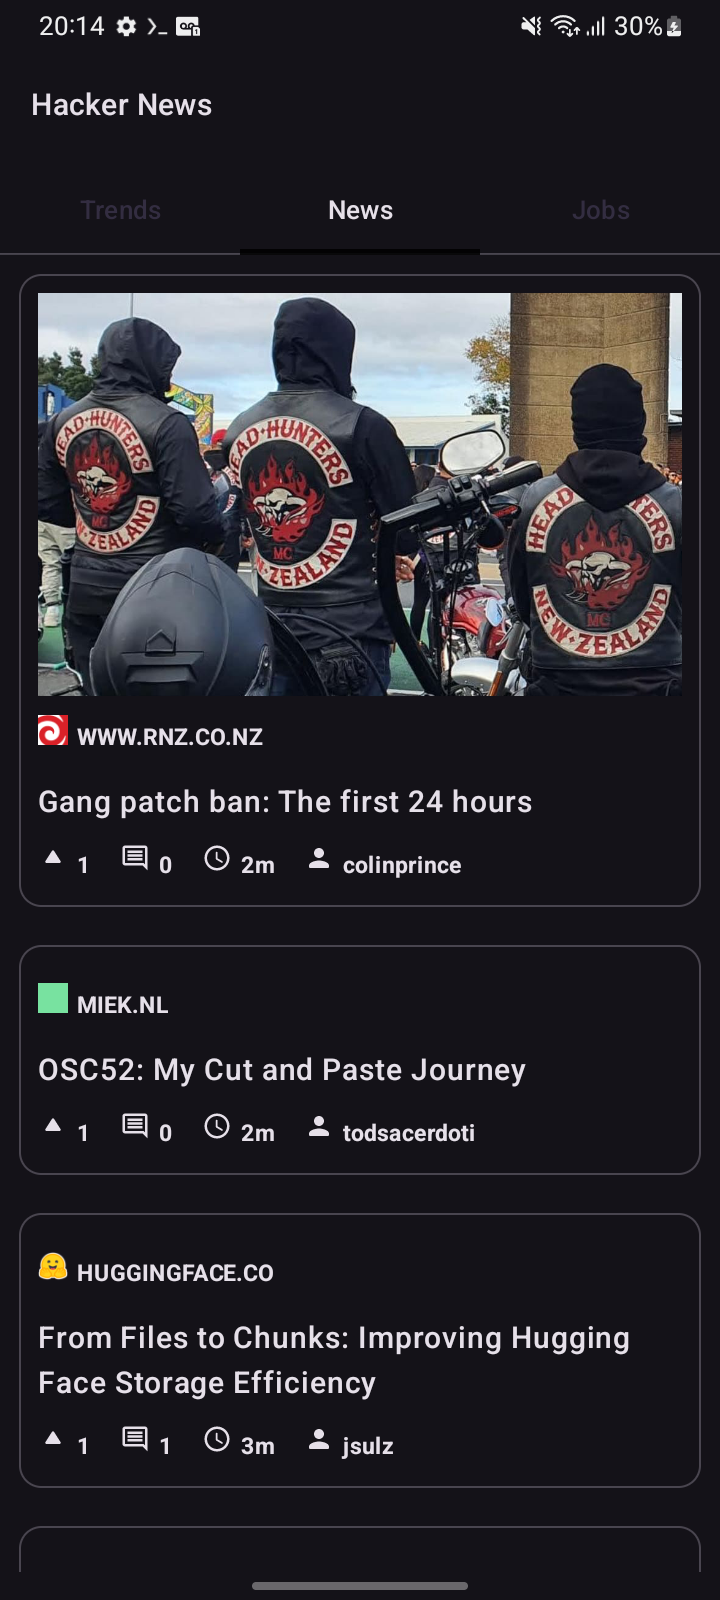 20:14
30%
Hacker News
Trends
News
Jobs
HEAD HUNTERS
MC
NEW ZEALAND
HEAD HUNTERS
MC
ZEALAND
HEAD
TERS
MC
NEW ZEALAND
WWW.RNZ.CO.NZ
Gang patch ban: The first 24 hours
1 0 2m colinprince
MIEK.NL
OSC52: My Cut and Paste Journey
1 0 2m todsacerdoti
HUGGINGFACE.CO
From Files to Chunks: Improving Hugging
Face Storage Efficiency
1 1 3m jsulz